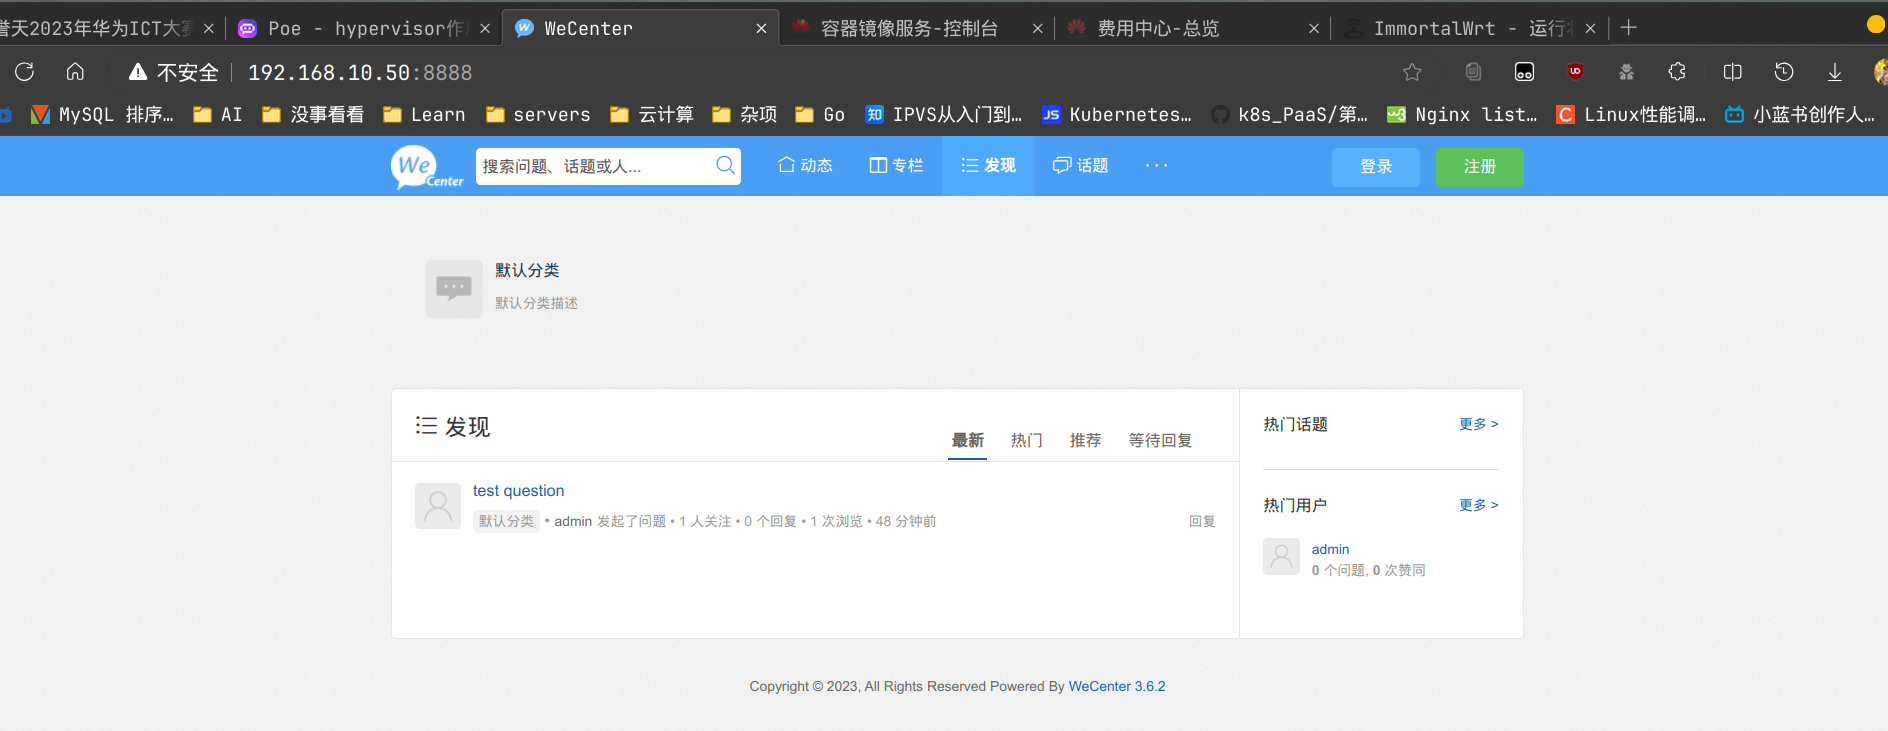 誉天2023年华为ICT大赛 Poe - hypervisor作用 WeCenter 容器镜像服务-控制台 费用中心-总览 ImmortalWrt - 运行状
不安全 192.168.10.50:8888
MySQL 排序… AI 没事看看 Learn servers 云计算 杂项 Go IPVS从入门到… Kubernetes… k8s_PaaS/第… Nginx list… Linux性能调… 小蓝书创作人…
We Center 搜索问题、话题或人... 动态 专栏 发现 话题 ··· 登录 注册
默认分类
默认分类描述
发现
最新 热门 推荐 等待回复
test question
默认分类 • admin 发起了问题 • 1 人关注 • 0 个回复 • 1 次浏览 • 48 分钟前 回复
热门话题 更多 >
热门用户 更多 >
admin
0 个问题, 0 次赞同
Copyright © 2023, All Rights Reserved Powered By WeCenter 3.6.2